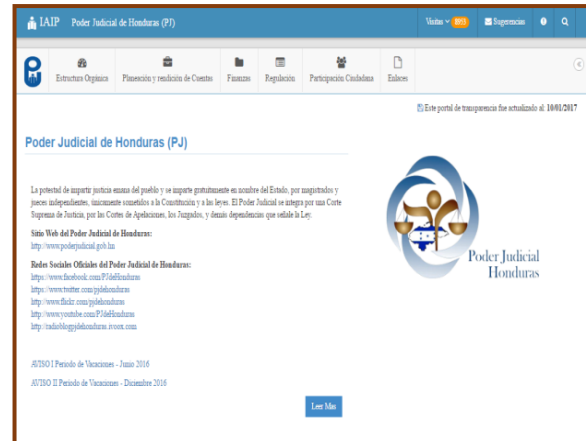 IAIP Poder Judicial de Honduras (PJ)
Visitas
Sugerencias
Estructura Orgánica
Planeación y rendición de Cuentas
Finanzas
Regulación
Participación Ciudadana
Enlaces
Este portal de transparencia fue actualizado al: 10/01/2017
Poder Judicial de Honduras (PJ)
La potestad de impartir justicia emana del pueblo y se imparte gratuitamente en nombre del Estado, por magistrados y
jueces independientes, únicamente sometidos a la Constitución y a las leyes. El Poder Judicial se integra por una Corte
Suprema de Justicia, por las Cortes de Apelaciones, los Juzgados, y demás dependencias que señale la Ley.
Sitio Web del Poder Judicial de Honduras:
http://www.poderjudicial.gob.hn
Redes Sociales Oficiales del Poder Judicial de Honduras:
https://www.facebook.com/PJdeHonduras
https://www.twitter.com/pjdehonduras
http://www.flickr.com/pjdehonduras
http://www.youtube.com/PJdeHonduras
http://radioblogpjdehonduras.ivoox.com
Poder Judicial
Honduras
AVISO I Periodo de Vacaciones - Junio 2016
AVISO II Periodo de Vacaciones - Diciembre 2016
Leer Mas